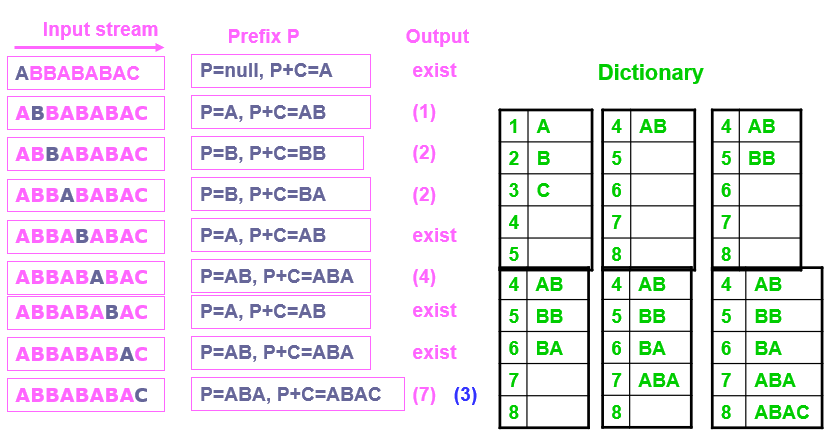 Input stream
Prefix P
Output
ABBABABAC
P=null, P+C=A
exist
ABBABABAC
P=A, P+C=AB
(1)
ABBABABAC
P=B, P+C=BB
(2)
ABBABABAC
P=B, P+C=BA
(2)
ABBABABAC
P=A, P+C=AB
exist
ABBABABAC
P=AB, P+C=ABA
(4)
ABBABABAC
P=A, P+C=AB
exist
ABBABABAC
P=AB, P+C=ABA
exist
ABBABABAC
P=ABA, P+C=ABAC
(7) (3)
Dictionary
1 A
2 B
3 C
4
5
4 AB
5
6
7
8
4 AB
5 BB
6
7
8
4 AB
5 BB
6 BA
7
8
4 AB
5 BB
6 BA
7 ABA
8
4 AB
5 BB
6 BA
7 ABA
8 ABAC